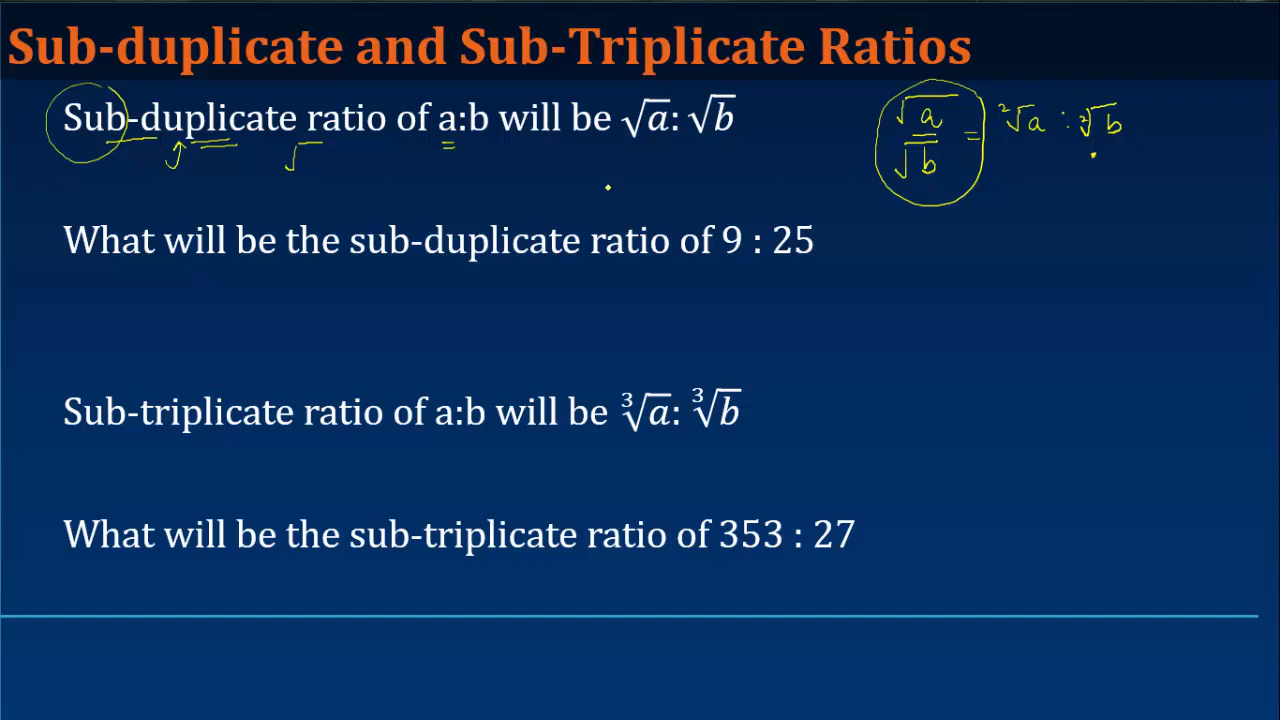 Sub-duplicate and Sub-Triplicate Ratios
Sub-duplicate ratio of a:b will be √a: √b
√a / √b = ²√a : ²√b
What will be the sub-duplicate ratio of 9 : 25
Sub-triplicate ratio of a:b will be ³√a: ³√b
What will be the sub-triplicate ratio of 353 : 27